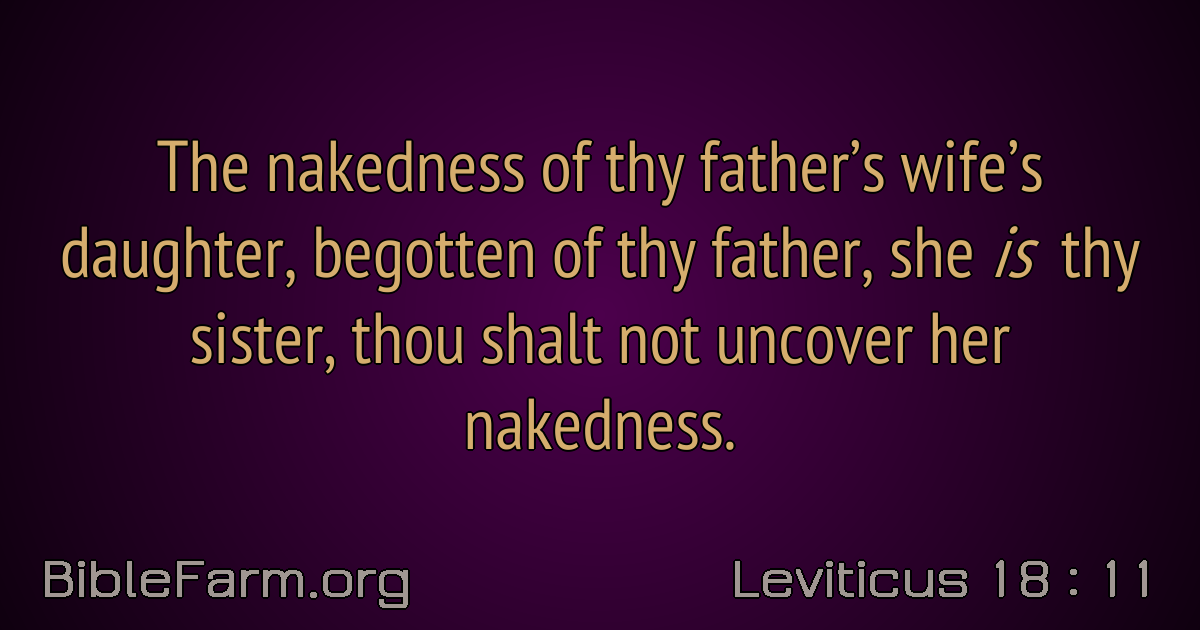 The nakedness of thy father’s wife’s
daughter, begotten of thy father, she is thy
sister, thou shalt not uncover her
nakedness.
BibleFarm.org
Leviticus 18 : 11